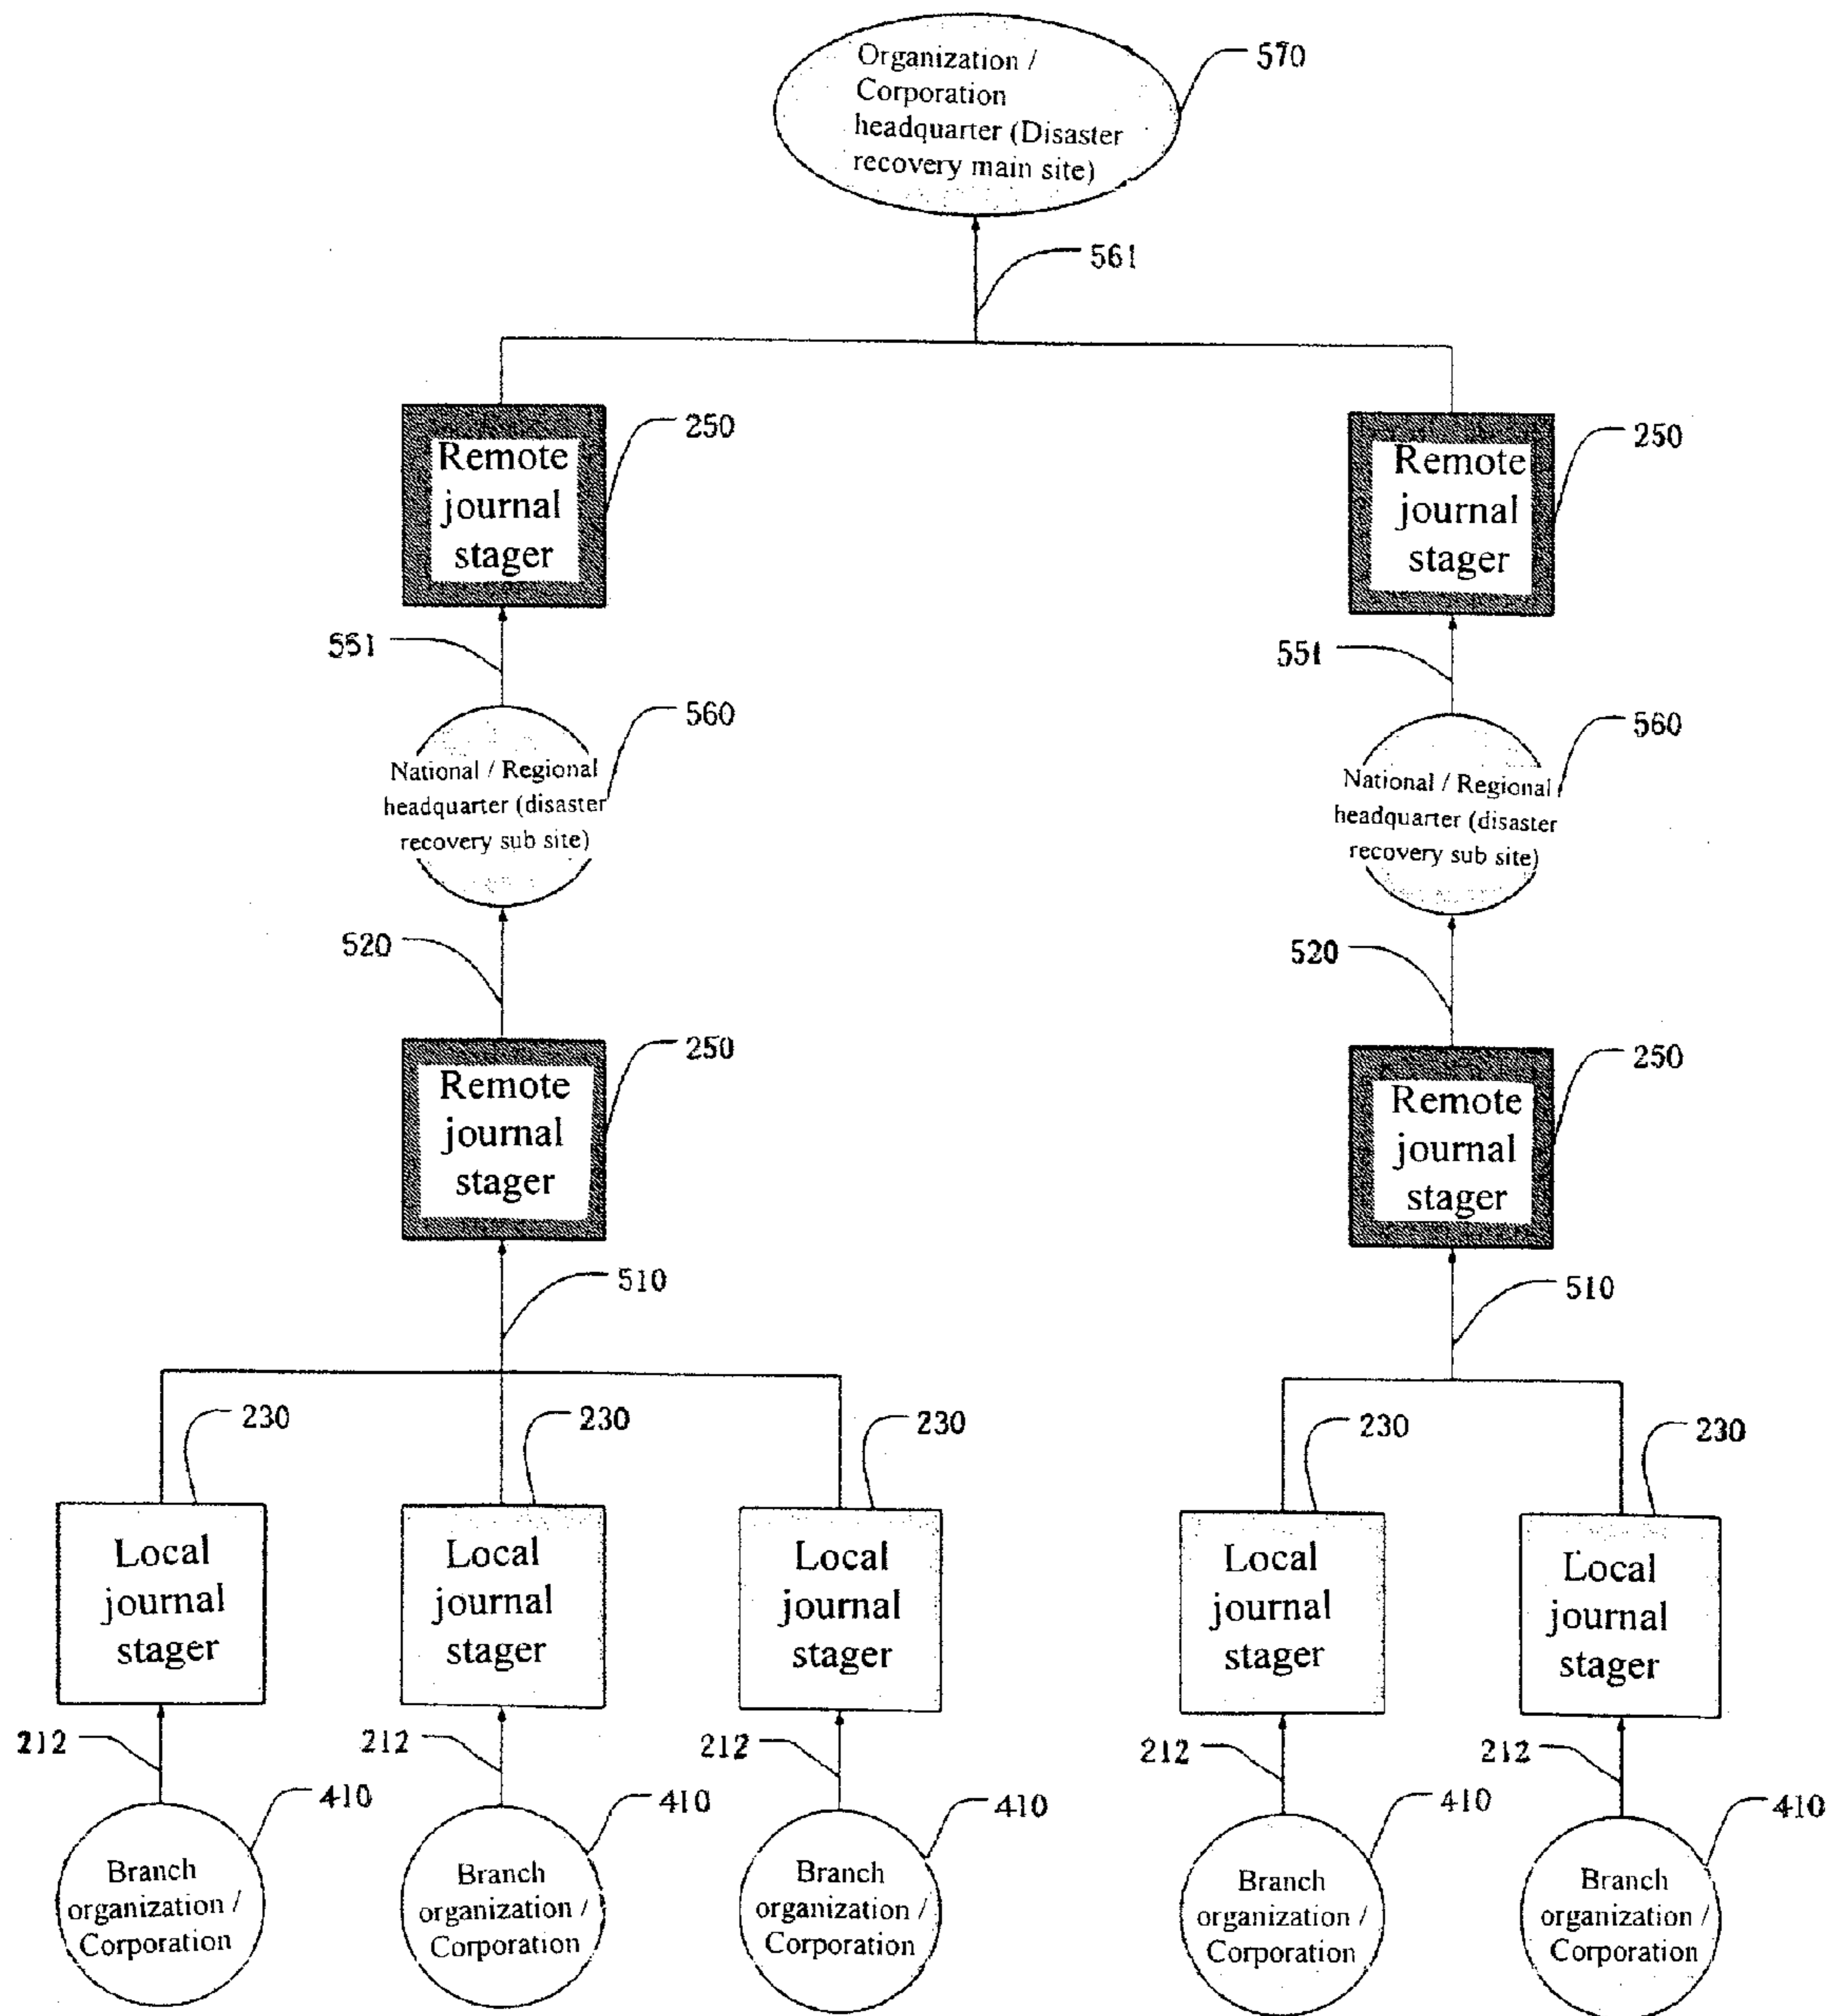 Organization /
Corporation
headquarter (Disaster
recovery main site)
570
561
Remote
journal
stager
250
Remote
journal
stager
250
551
551
National / Regional
headquarter (disaster
recovery sub site)
560
National / Regional
headquarter (disaster
recovery sub site)
560
520
520
Remote
journal
stager
250
Remote
journal
stager
250
510
510
230
230
230
230
230
Local
journal
stager
Local
journal
stager
Local
journal
stager
Local
journal
stager
Local
journal
stager
212
212
212
212
212
410
410
410
410
410
Branch
organization /
Corporation
Branch
organization /
Corporation
Branch
organization /
Corporation
Branch
organization /
Corporation
Branch
organization /
Corporation